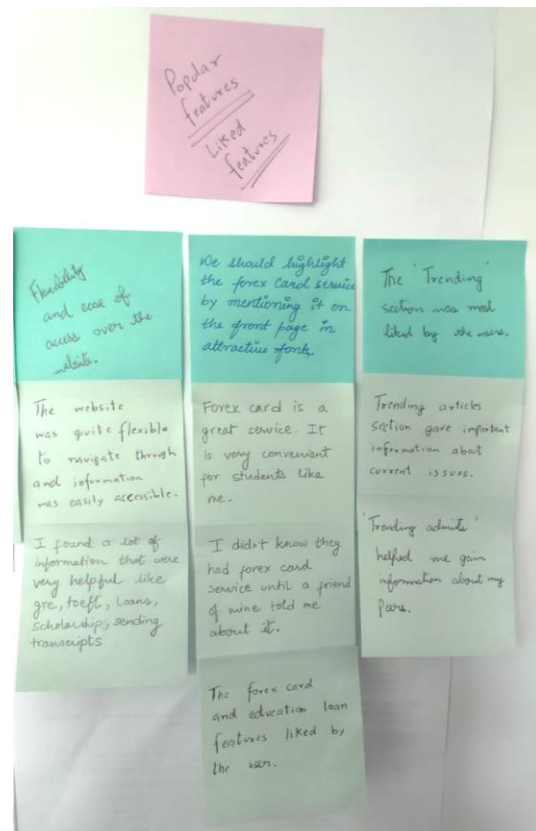 Popular
features
Liked
features
Flexibility
and ease of
access over the
website.
The website
was quite flexible
to navigate through
and information
was easily accessible.
I found a lot of
information that were
very helpful like
gre, toefl, loans,
scholarship, sending
transcripts
We should highlight
the forex card service
by mentioning it on
the front page in
attractive fonts.
Forex card is a
great service. It
is very convenient
for students like
me.
I didn't know they
had forex card
service until a friend
of mine told me
about it.
The forex card
and education loan
features liked by
the user.
The 'Trending'
section was most
liked by the users.
Trending articles
section gave important
information about
current issues.
'Trending admits'
helped me gain
information about my